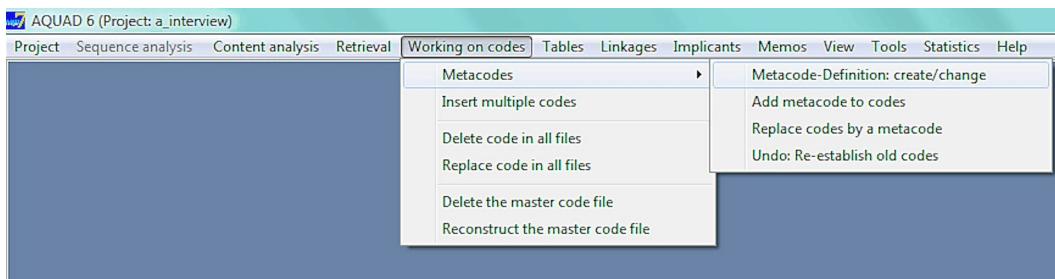 AQUAD 6 (Project: a_interview)
Project Sequence analysis Content analysis Retrieval Working on codes Tables Linkages Implicants Memos View Tools Statistics Help
Metacodes
Insert multiple codes
Delete code in all files
Replace code in all files
Delete the master code file
Reconstruct the master code file
Metacode-Definition: create/change
Add metacode to codes
Replace codes by a metacode
Undo: Re-establish old codes